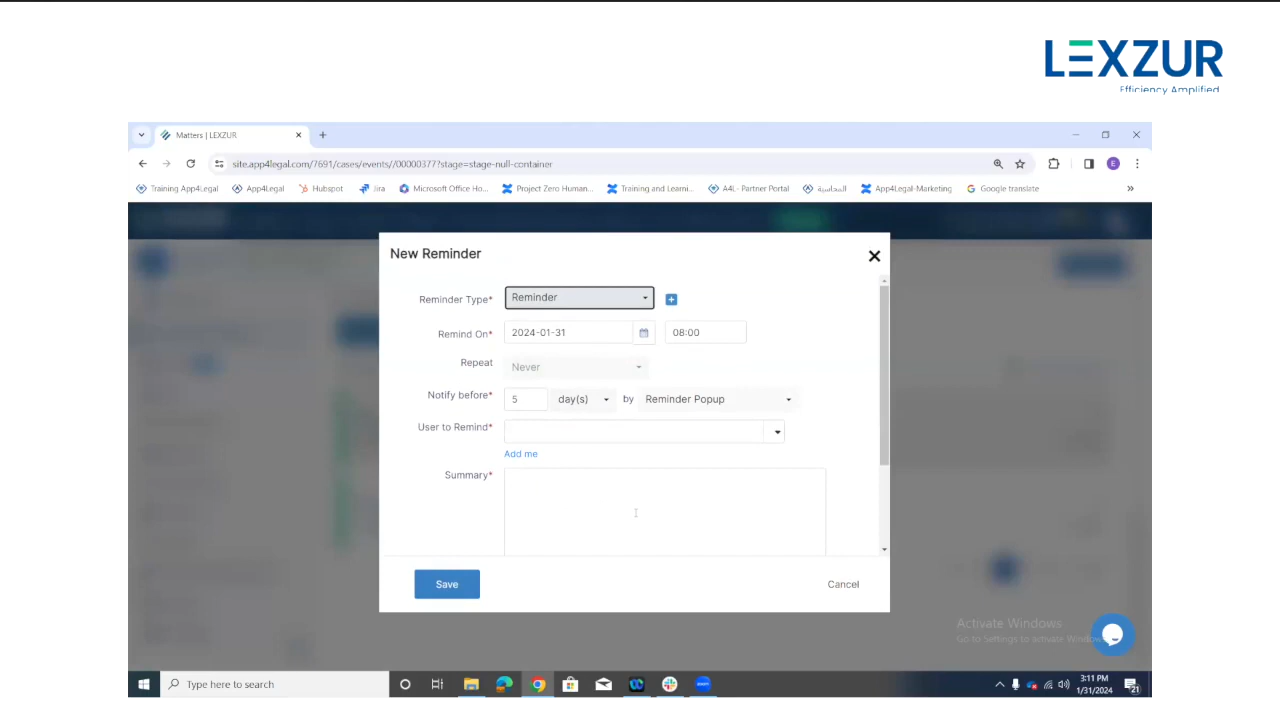 LEXZUR
Efficiency Amplified
Matters | LEXZUR
site.app4legal.com/7691/cases/events//00000377?stage=stage-null-container
Training App4Legal App4Legal Hubspot Jira Microsoft Office Ho... Project Zero Human... Training and Learni... A4L- Partner Portal المحاسبية App4Legal-Marketing Google translate
New Reminder
Reminder Type* Reminder
Remind On* 2024-01-31 08:00
Repeat Never
Notify before* 5 day(s) by Reminder Popup
User to Remind*
Add me
Summary*
Save Cancel
Activate Windows
Go to Settings to activate Windows
Type here to search
3:11 PM
1/31/2024
21